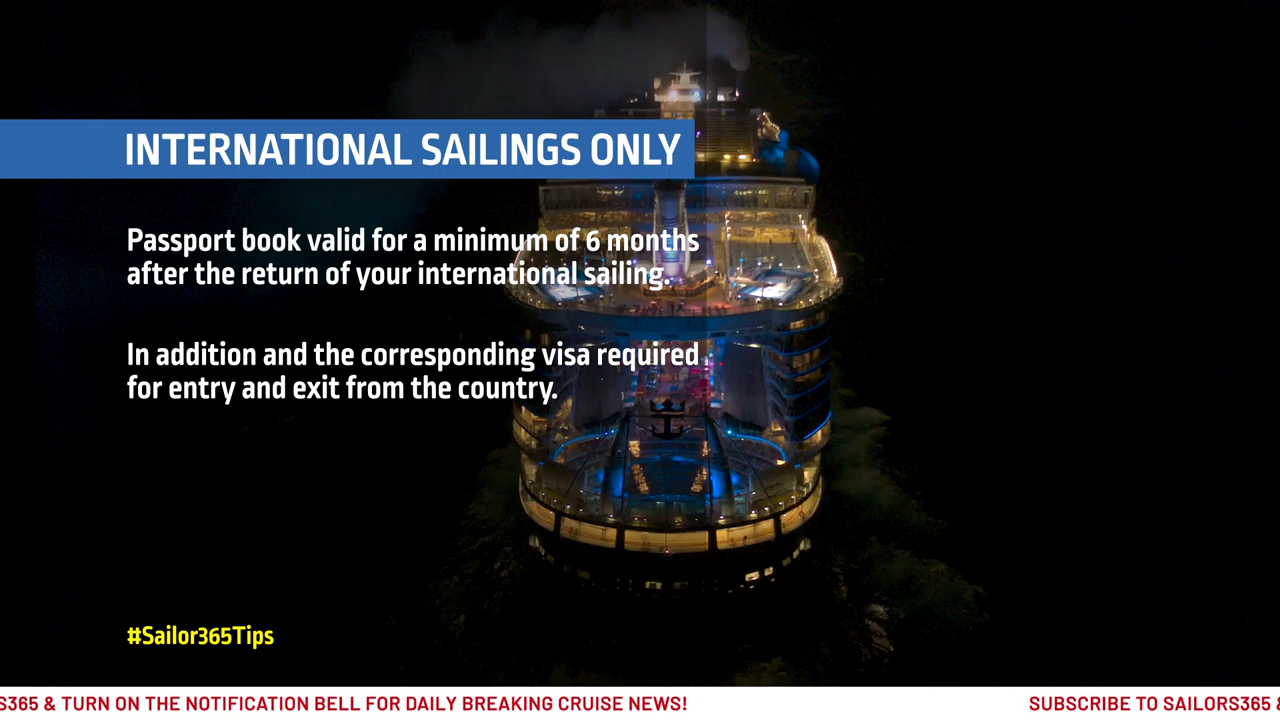 INTERNATIONAL SAILINGS ONLY
Passport book valid for a minimum of 6 months
after the return of your international sailing.
In addition and the corresponding visa required
for entry and exit from the country.
#Sailor365Tips
S365 & TURN ON THE NOTIFICATION BELL FOR DAILY BREAKING CRUISE NEWS! SUBSCRIBE TO SAILORS365 &